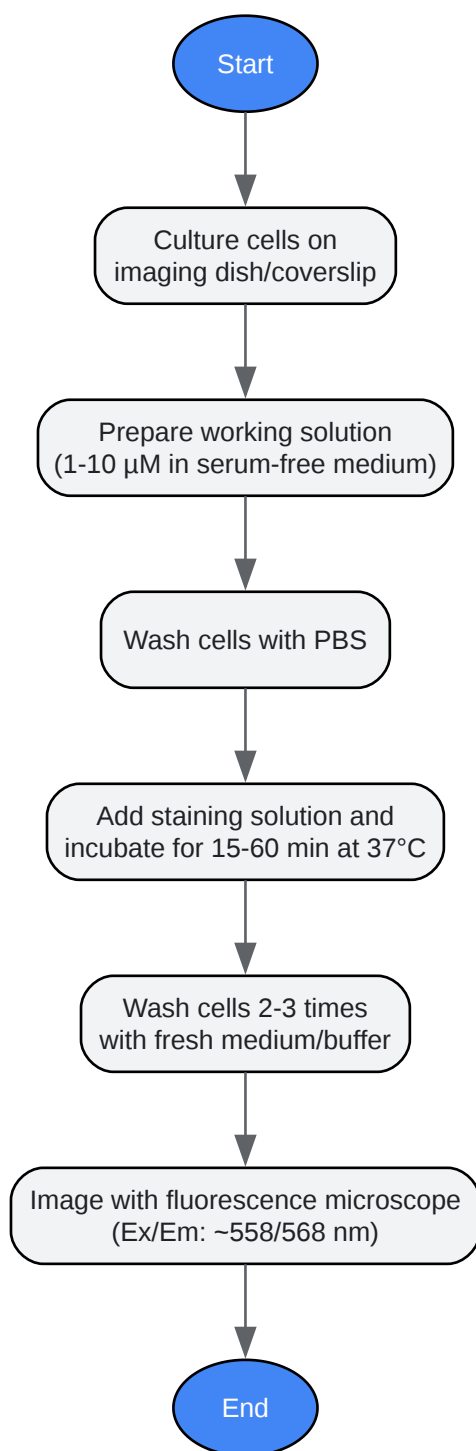 Start
Culture cells on
imaging dish/coverslip
Prepare working solution
(1-10 µM in serum-free medium)
Wash cells with PBS
Add staining solution and
incubate for 15-60 min at 37°C
Wash cells 2-3 times
with fresh medium/buffer
Image with fluorescence microscope
(Ex/Em: ~558/568 nm)
End